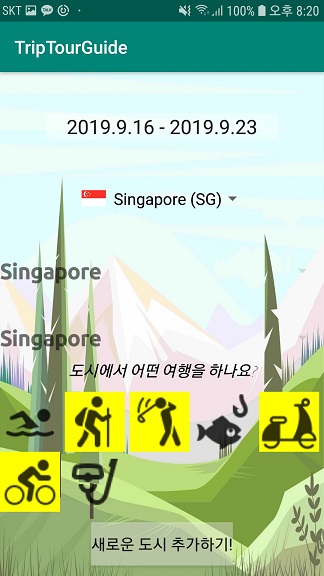 SKT 100% 오후 8:20
TripTourGuide
2019.9.16 - 2019.9.23
Singapore (SG)
Singapore
Singapore
도시에서 어떤 여행을 하나요?
새로운 도시 추가하기!